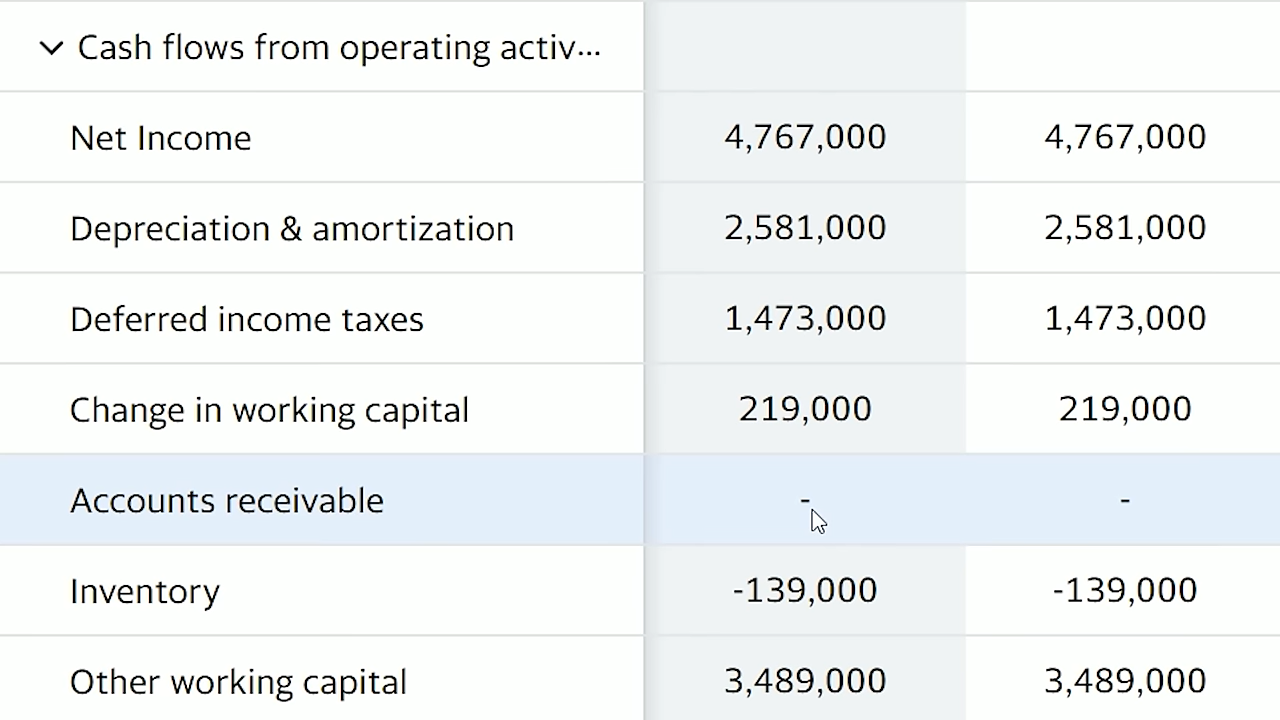 Cash flows from operating activ...
Net Income 4,767,000 4,767,000
Depreciation & amortization 2,581,000 2,581,000
Deferred income taxes 1,473,000 1,473,000
Change in working capital 219,000 219,000
Accounts receivable - -
Inventory -139,000 -139,000
Other working capital 3,489,000 3,489,000